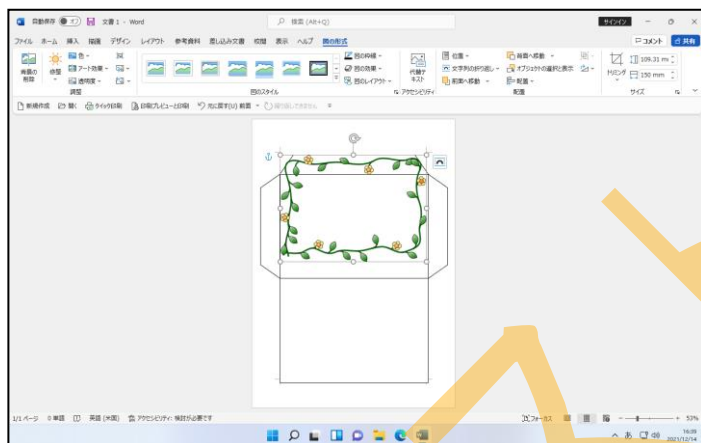 自動保存 オフ 文書 1 - Word 検索 (Alt+Q) サインイン
ファイル ホーム 挿入 描画 デザイン レイアウト 参考資料 差し込み文書 校閲 表示 ヘルプ 図の形式 コメント 共有
背景の削除 修整 色 アート効果 透明度 図の枠線 図の効果 図のレイアウト 代替テキスト 位置 文字列の折り返し 前面へ移動 背面へ移動 オブジェクトの選択と表示 配置 トリミング 109.31 mm 150 mm
調整 図のスタイル アクセシビリティ 配置 サイズ
新規作成 開く クイック印刷 印刷プレビューと印刷 元に戻す(U) 前面
1/1 ページ 0 単語 英語 (米国) アクセシビリティ: 検討が必要です フォーカス 53%
あ 16:09
2021/12/14